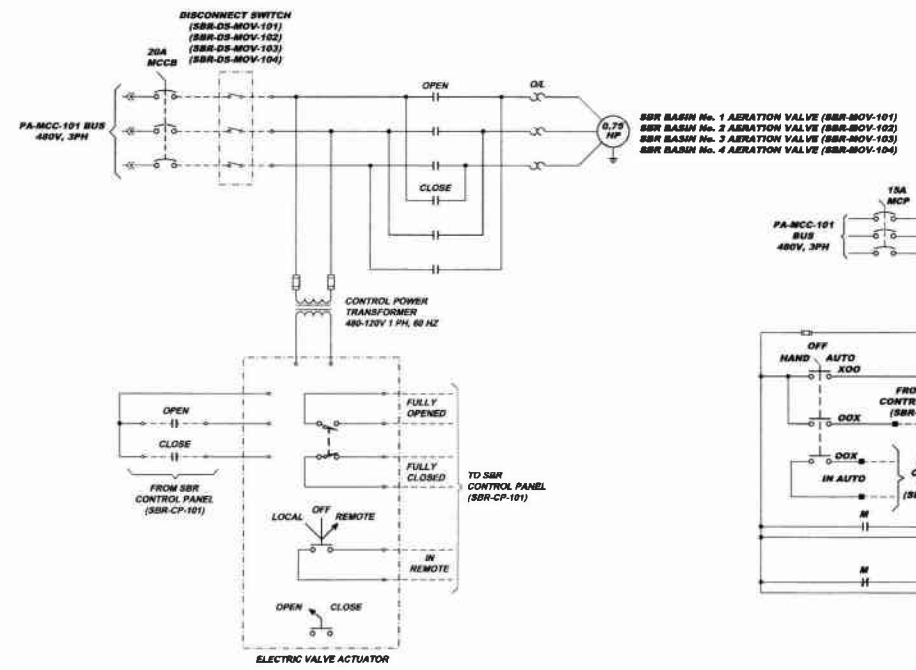 DISCONNECT SWITCH
(SBR-DS-MOV-101)
(SBR-DS-MOV-102)
(SBR-DS-MOV-103)
(SBR-DS-MOV-104)
20A
MCCB
PA-MCC-101 BUS
480V, 3PH
OPEN
O/L
0.75
HP
SBR BASIN No. 1 AERATION VALVE (SBR-MOV-101)
SBR BASIN No. 2 AERATION VALVE (SBR-MOV-102)
SBR BASIN No. 3 AERATION VALVE (SBR-MOV-103)
SBR BASIN No. 4 AERATION VALVE (SBR-MOV-104)
CLOSE
CONTROL POWER
TRANSFORMER
480-120V 1 PH, 60 HZ
OPEN
CLOSE
FROM SBR
CONTROL PANEL
(SBR-CP-101)
FULLY
OPENED
FULLY
CLOSED
TO SBR
CONTROL PANEL
(SBR-CP-101)
LOCAL OFF REMOTE
IN
REMOTE
OPEN CLOSE
ELECTRIC VALVE ACTUATOR
15A
MCP
PA-MCC-101
BUS
480V, 3PH
OFF
HAND AUTO
XOO
OOX
OOX
IN AUTO
M
M